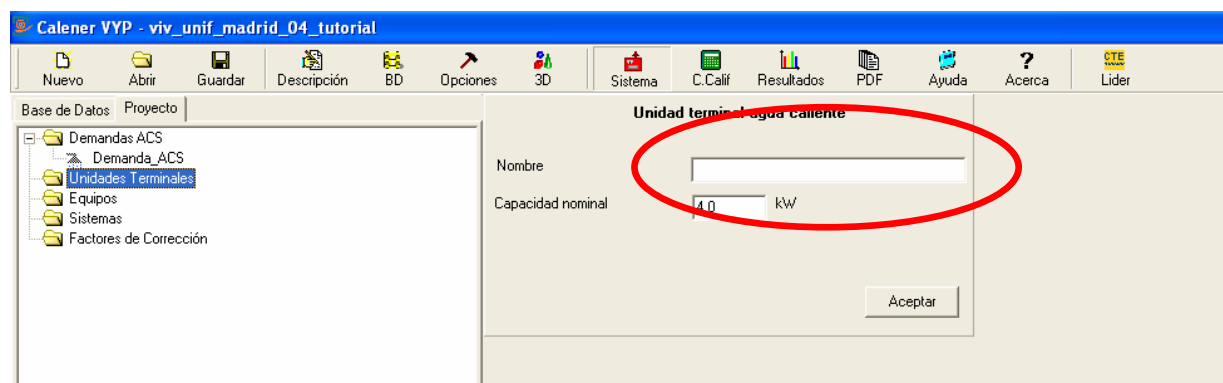 Calener VYP - viv_unif_madrid_04_tutorial
Nuevo Abrir Guardar Descripción BD Opciones 3D Sistema C.Calif Resultados PDF Ayuda ? Acerca CTE Lider
Base de Datos Proyecto
Unidad terminal agua caliente
Demandas ACS
Demanda_ACS
Unidades Terminales
Equipos
Sistemas
Factores de Corrección
Nombre
Capacidad nominal 4.0 kW
Aceptar